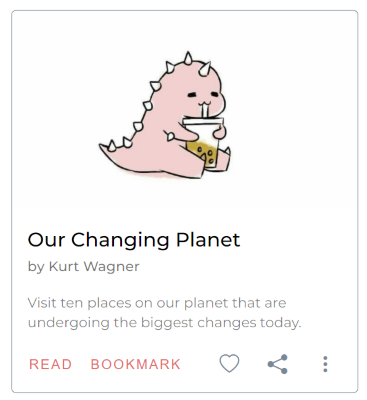 Our Changing Planet
by Kurt Wagner
Visit ten places on our planet that are
undergoing the biggest changes today.
READ BOOKMARK